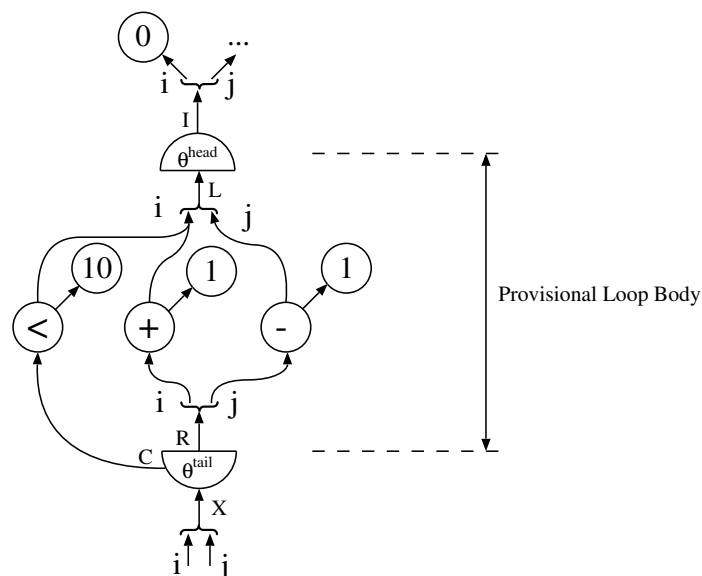 0 ...
i j
I
θhead
L
i j
10 1 1
< + -
Provisional Loop Body
i j
R
C
θtail
X
i j